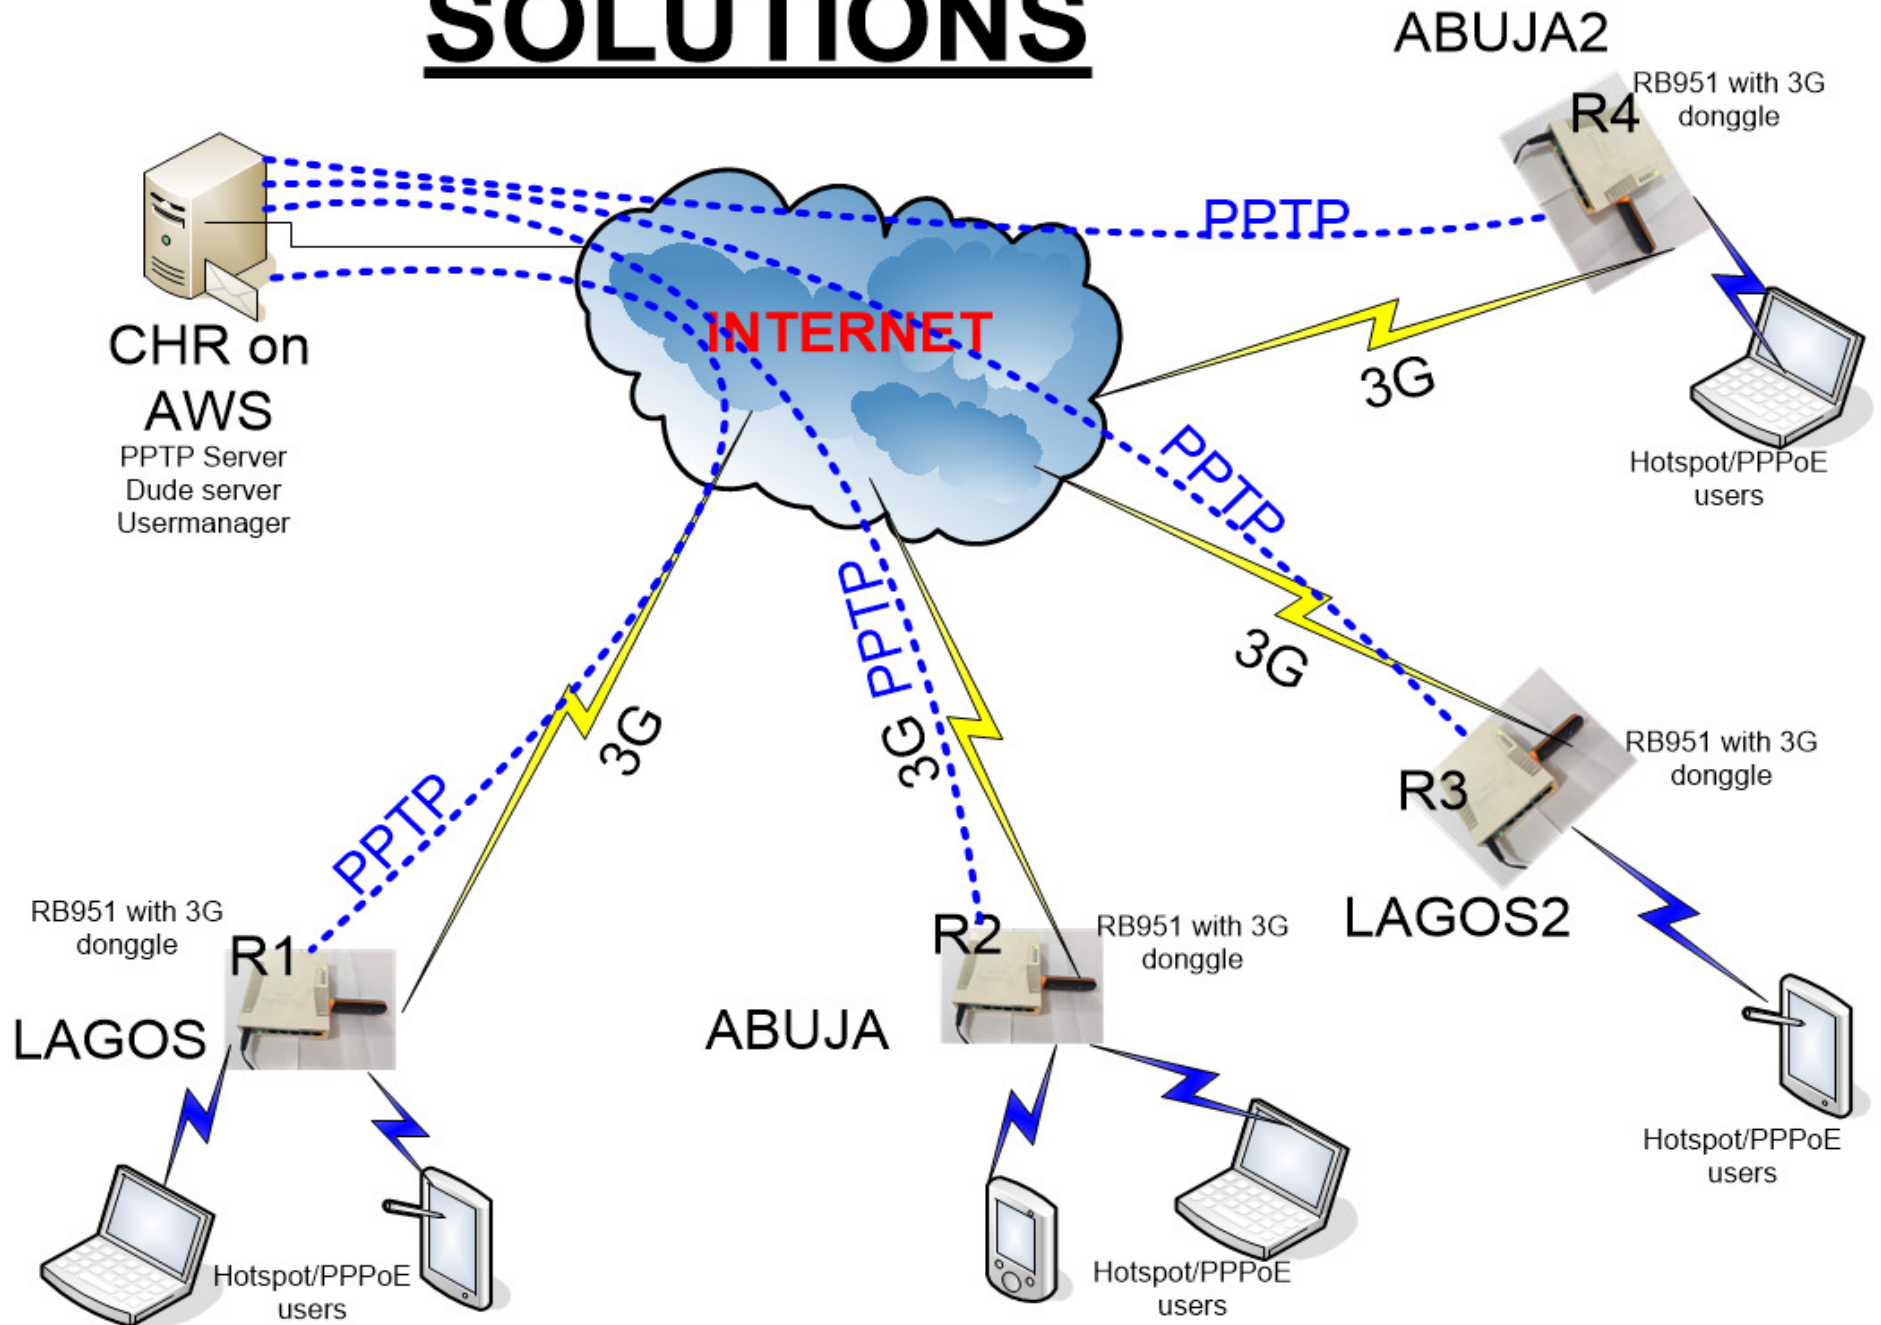 SOLUTIONS
ABUJA2
RB951 with 3G
donggle
R4
PPTP
INTERNET
3G
CHR on
AWS
PPTP Server
Dude server
Usermanager
Hotspot/PPPoE
users
PPTP
3G
PPTP
3G
3G
PPTP
RB951 with 3G
donggle
R3
LAGOS2
RB951 with 3G
donggle
R1
LAGOS
R2
RB951 with 3G
donggle
ABUJA
Hotspot/PPPoE
users
Hotspot/PPPoE
users
Hotspot/PPPoE
users